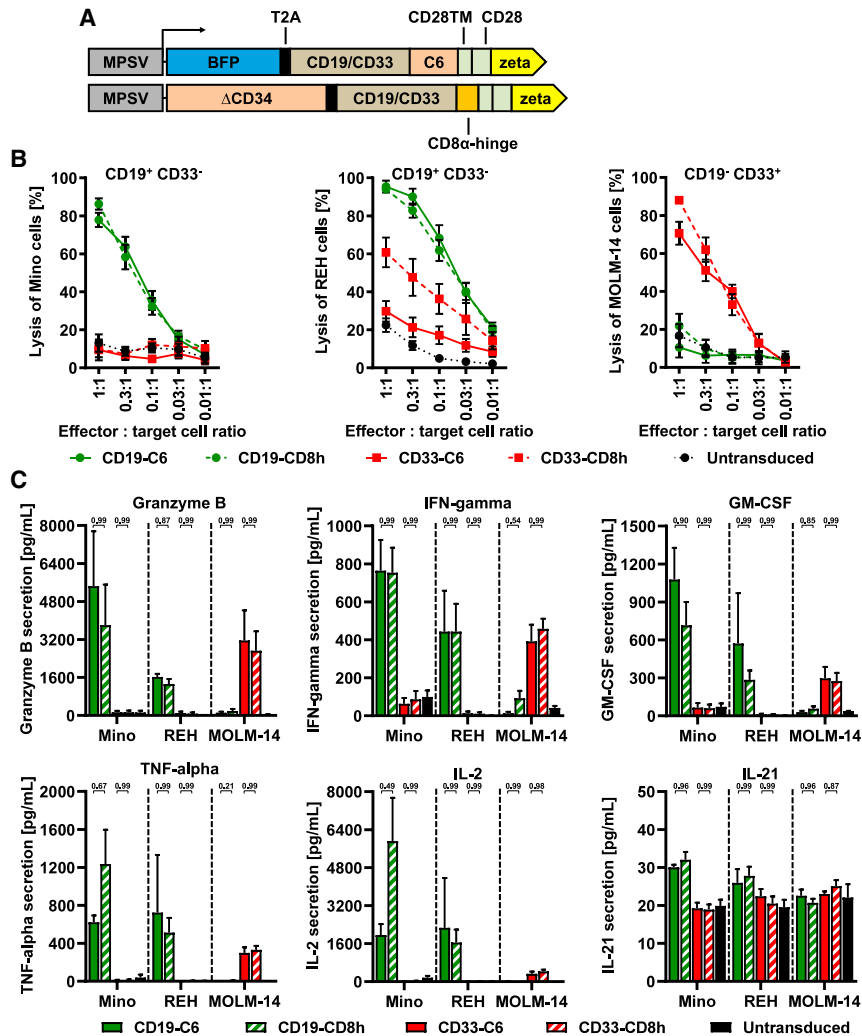 A
T2A
CD28TM
CD28
MPSV
BFP
CD19/CD33
C6
zeta
MPSV
ΔCD34
CD19/CD33
zeta
CD8α-hinge
B
CD19⁺ CD33⁻
Lysis of Mino cells [%]
100
80
60
40
20
0
1:1
0.3:1
0.1:1
0.03:1
0.01:1
Effector : target cell ratio
CD19⁺ CD33⁻
Lysis of REH cells [%]
100
80
60
40
20
0
1:1
0.3:1
0.1:1
0.03:1
0.01:1
Effector : target cell ratio
CD19⁻ CD33⁺
Lysis of MOLM-14 cells [%]
100
80
60
40
20
0
1:1
0.3:1
0.1:1
0.03:1
0.01:1
Effector : target cell ratio
CD19-C6
CD19-CD8h
CD33-C6
CD33-CD8h
Untransduced
C
Granzyme B
Granzyme B secretion [pg/mL]
8000
6400
4800
3200
1600
0
0.99 0.99 0.87 0.99 0.99 0.99
Mino REH MOLM-14
IFN-gamma
IFN-gamma secretion [pg/mL]
1000
800
600
400
200
0
0.99 0.99 0.99 0.99 0.54 0.99
Mino REH MOLM-14
GM-CSF
GM-CSF secretion [pg/mL]
1500
1200
900
600
300
0
0.90 0.99 0.99 0.99 0.85 0.99
Mino REH MOLM-14
TNF-alpha
TNF-alpha secretion [pg/mL]
2000
1600
1200
800
400
0
0.67 0.99 0.99 0.99 0.21 0.99
Mino REH MOLM-14
IL-2
IL-2 secretion [pg/mL]
8000
6400
4800
3200
1600
0
0.49 0.99 0.99 0.99 0.99 0.98
Mino REH MOLM-14
IL-21
IL-21 secretion [pg/mL]
50
40
30
20
10
0
0.96 0.99 0.99 0.99 0.96 0.87
Mino REH MOLM-14
CD19-C6
CD19-CD8h
CD33-C6
CD33-CD8h
Untransduced